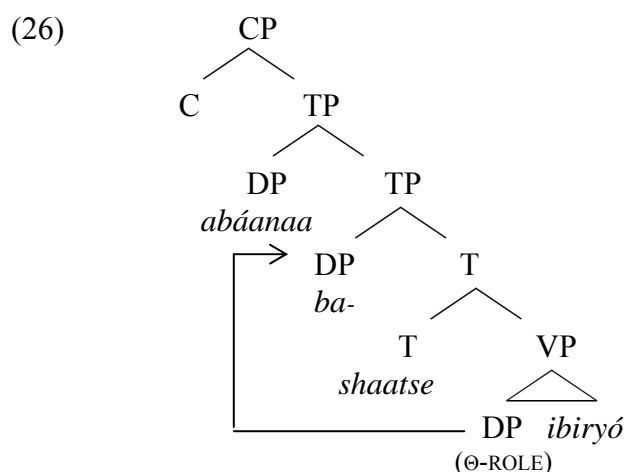 (26) CP
C TP
DP TP
abáanaa
DP T
ba-
T VP
shaatse
DP ibiryó
(Θ-ROLE)